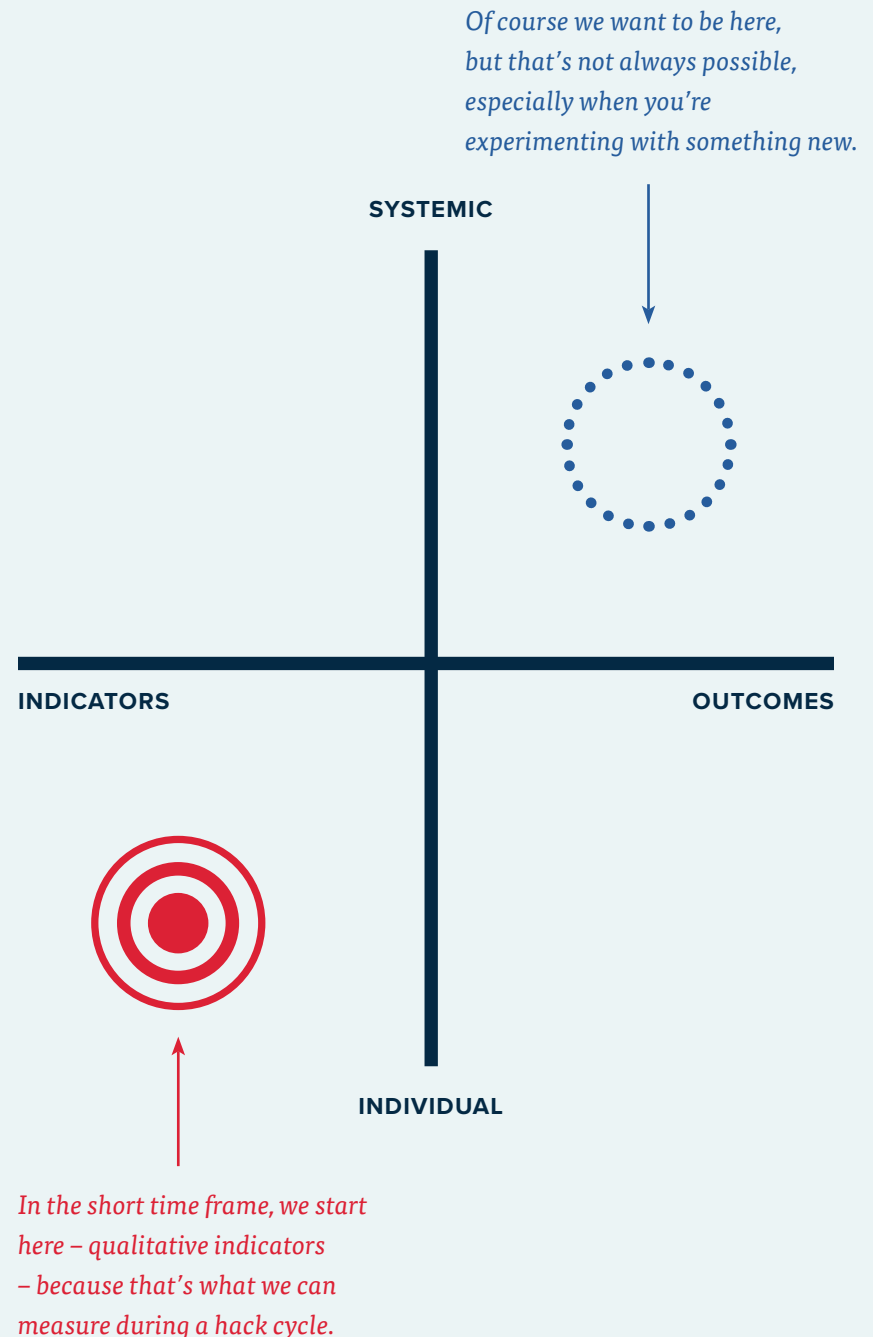 Of course we want to be here,
but that’s not always possible,
especially when you’re
experimenting with something new.
SYSTEMIC
INDICATORS
OUTCOMES
INDIVIDUAL
In the short time frame, we start
here – qualitative indicators
– because that’s what we can
measure during a hack cycle.